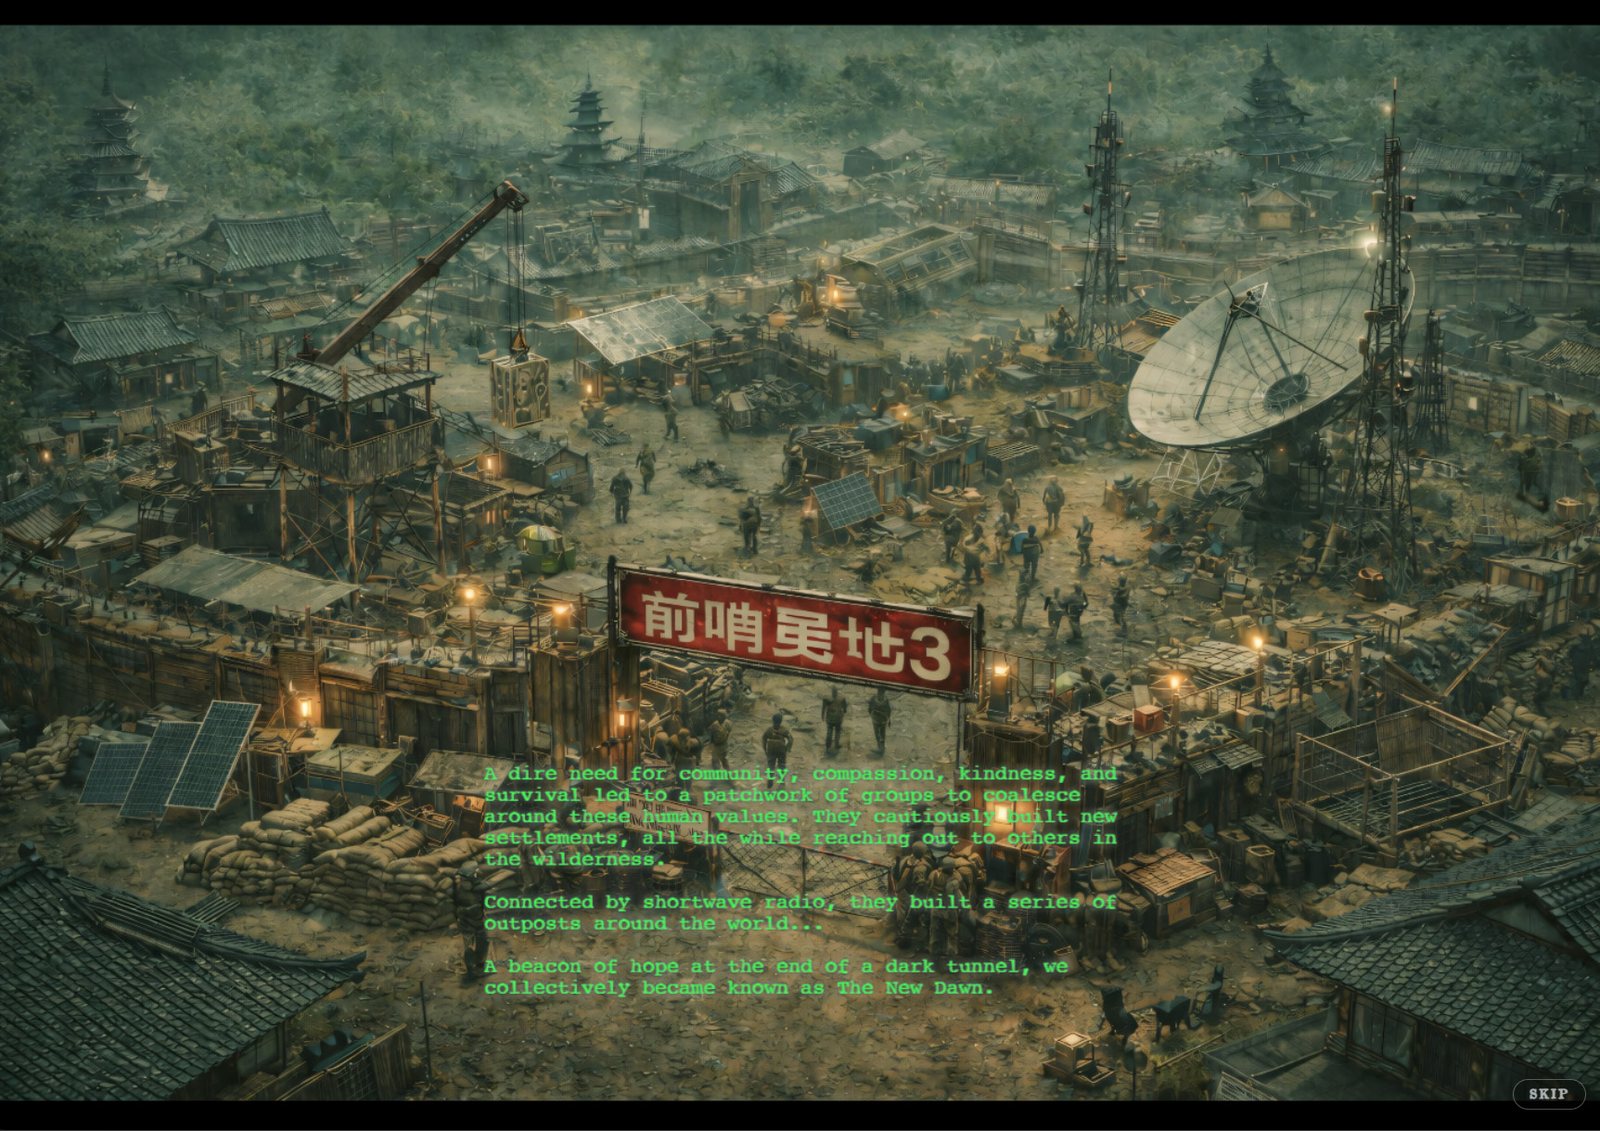 前哨 地3
A dire need for community, compassion, kindness, and
survival led to a patchwork of groups to coalesce
around these human values. They cautiously built new
settlements, all the while reaching out to others in
the wilderness.
Connected by shortwave radio, they built a series of
outposts around the world...
A beacon of hope at the end of a dark tunnel, we
collectively became known as The New Dawn.
SKIP